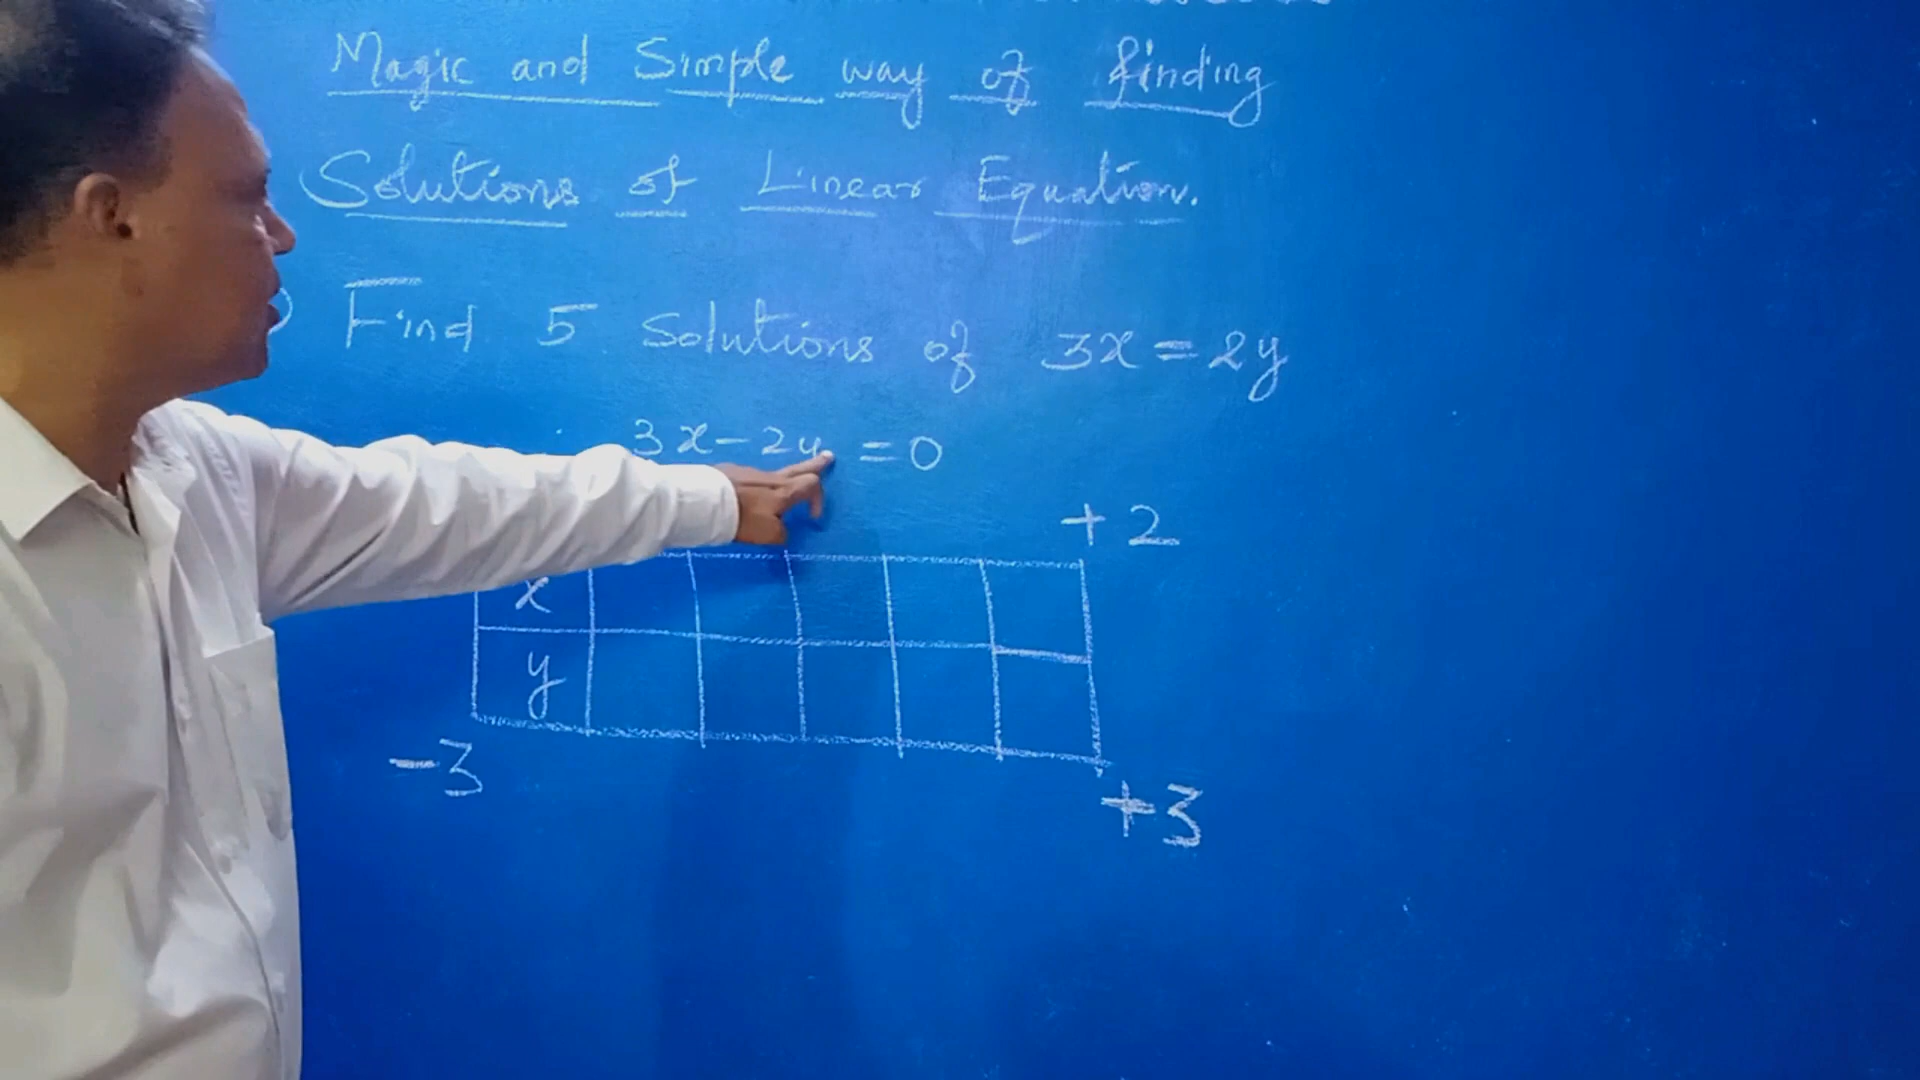 Magic and Simple way of finding
Solutions of Linear Equation.
) Find 5 Solutions of 3x = 2y
3x - 2y = 0
+ 2
x
y
- 3
+ 3